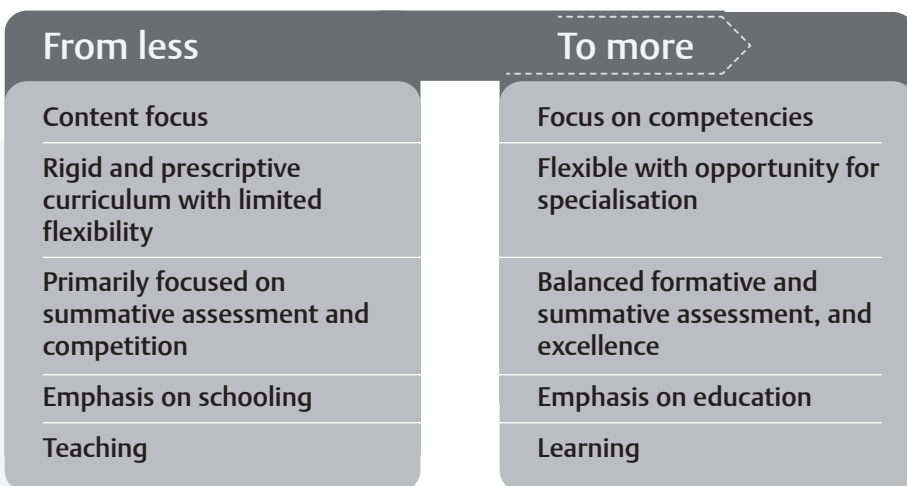 From less
To more
Content focus
Focus on competencies
Rigid and prescriptive
curriculum with limited
flexibility
Flexible with opportunity for
specialisation
Primarily focused on
summative assessment and
competition
Balanced formative and
summative assessment, and
excellence
Emphasis on schooling
Emphasis on education
Teaching
Learning